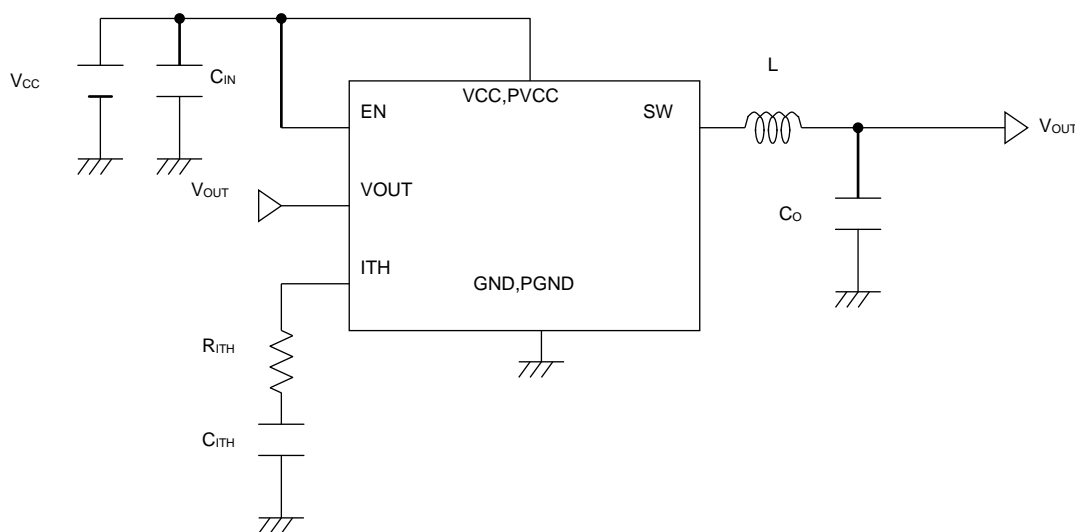 L
VCC
CIN
VCC,PVCC
EN
SW
VOUT
VOUT
VOUT
CO
ITH
GND,PGND
RITH
CITH